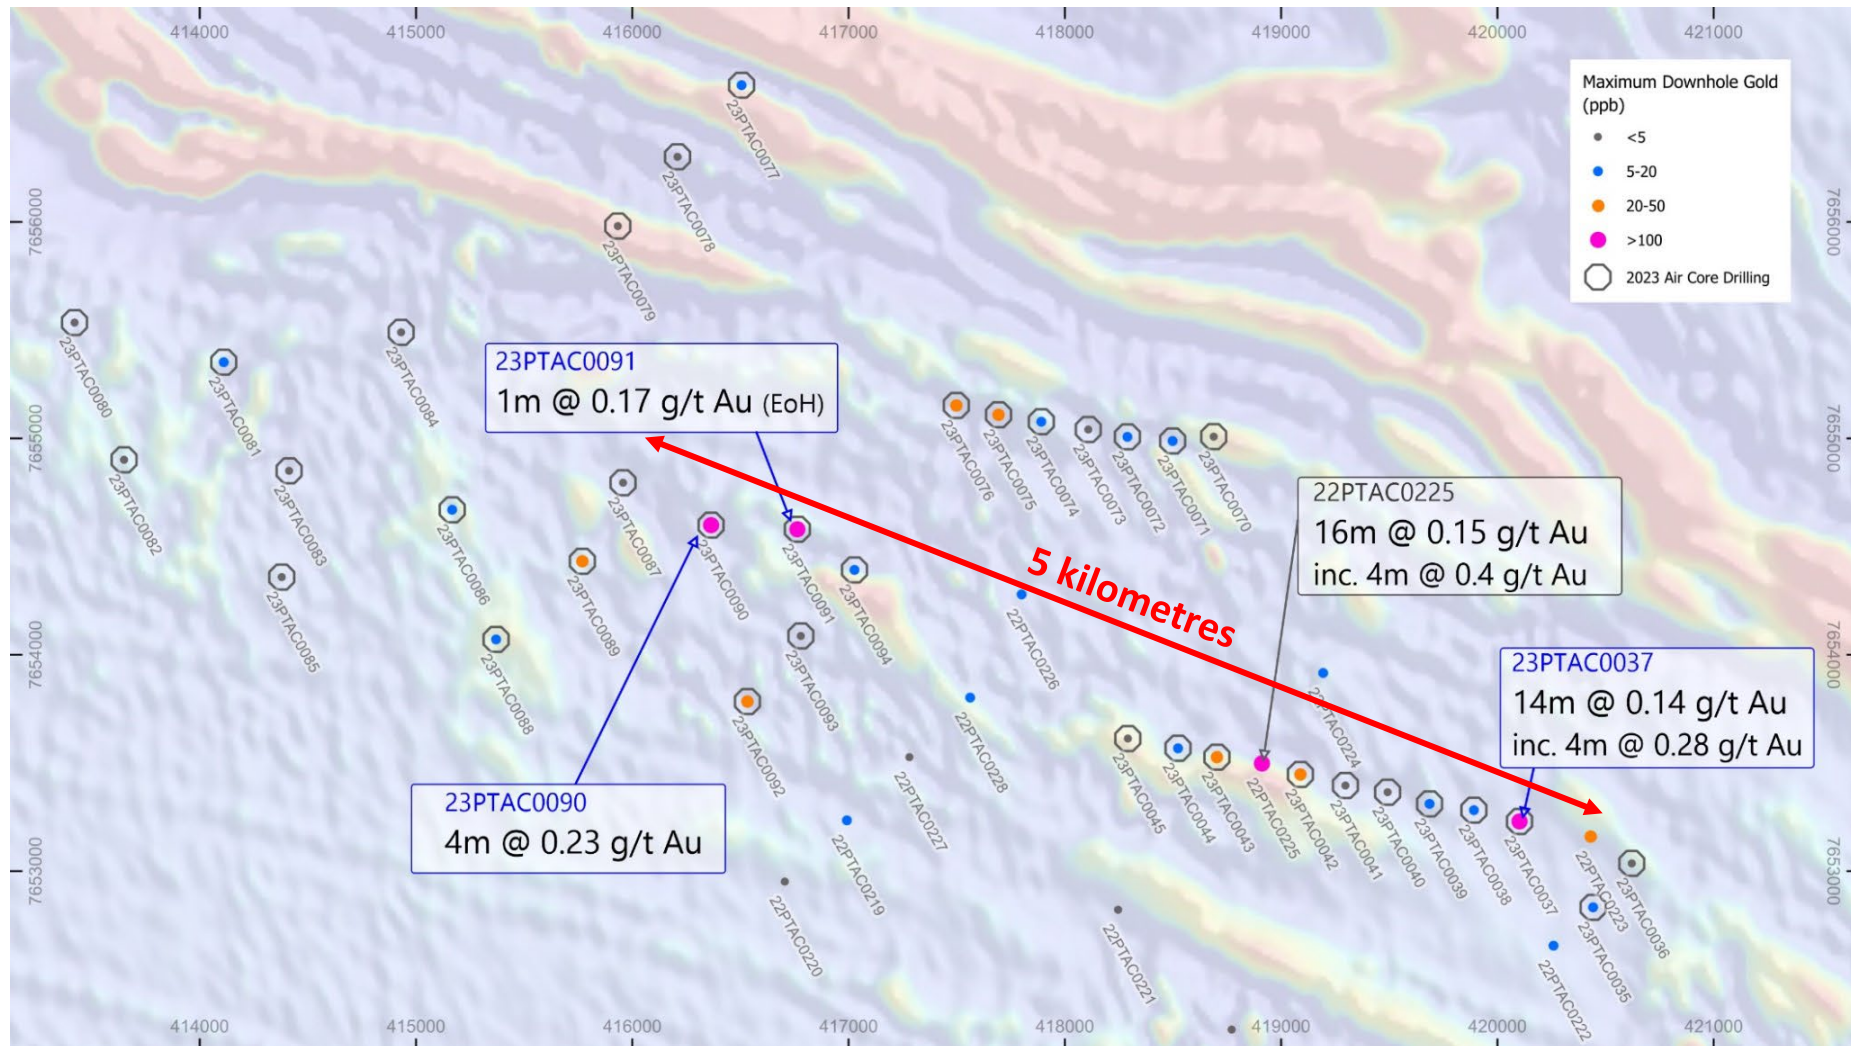 414000
415000
416000
417000
418000
419000
420000
421000
Maximum Downhole Gold
(ppb)
<5
5-20
20-50
>100
2023 Air Core Drilling
7656000
7656000
7655000
7655000
7654000
7654000
7653000
7653000
23PTAC0077
23PTAC0078
23PTAC0079
23PTAC0080
23PTAC0081
23PTAC0084
23PTAC0082
23PTAC0083
23PTAC0085
23PTAC0086
23PTAC0088
23PTAC0087
23PTAC0089
23PTAC0090
23PTAC0091
23PTAC0094
23PTAC0093
23PTAC0092
23PTAC0091
1m @ 0.17 g/t Au (EoH)
23PTAC0076
23PTAC0075
23PTAC0074
23PTAC0073
23PTAC0072
23PTAC0071
23PTAC0070
5 kilometres
22PTAC0225
16m @ 0.15 g/t Au
inc. 4m @ 0.4 g/t Au
23PTAC0037
14m @ 0.14 g/t Au
inc. 4m @ 0.28 g/t Au
23PTAC0090
4m @ 0.23 g/t Au
22PTAC0226
22PTAC0228
22PTAC0227
22PTAC0224
22PTAC0219
22PTAC0220
22PTAC0221
23PTAC0045
23PTAC0044
23PTAC0043
22PTAC0225
23PTAC0042
23PTAC0041
23PTAC0040
23PTAC0039
23PTAC0038
23PTAC0037
22PTAC0223
23PTAC0036
23PTAC0035
22PTAC0222
414000
415000
416000
417000
419000
420000
421000
418000